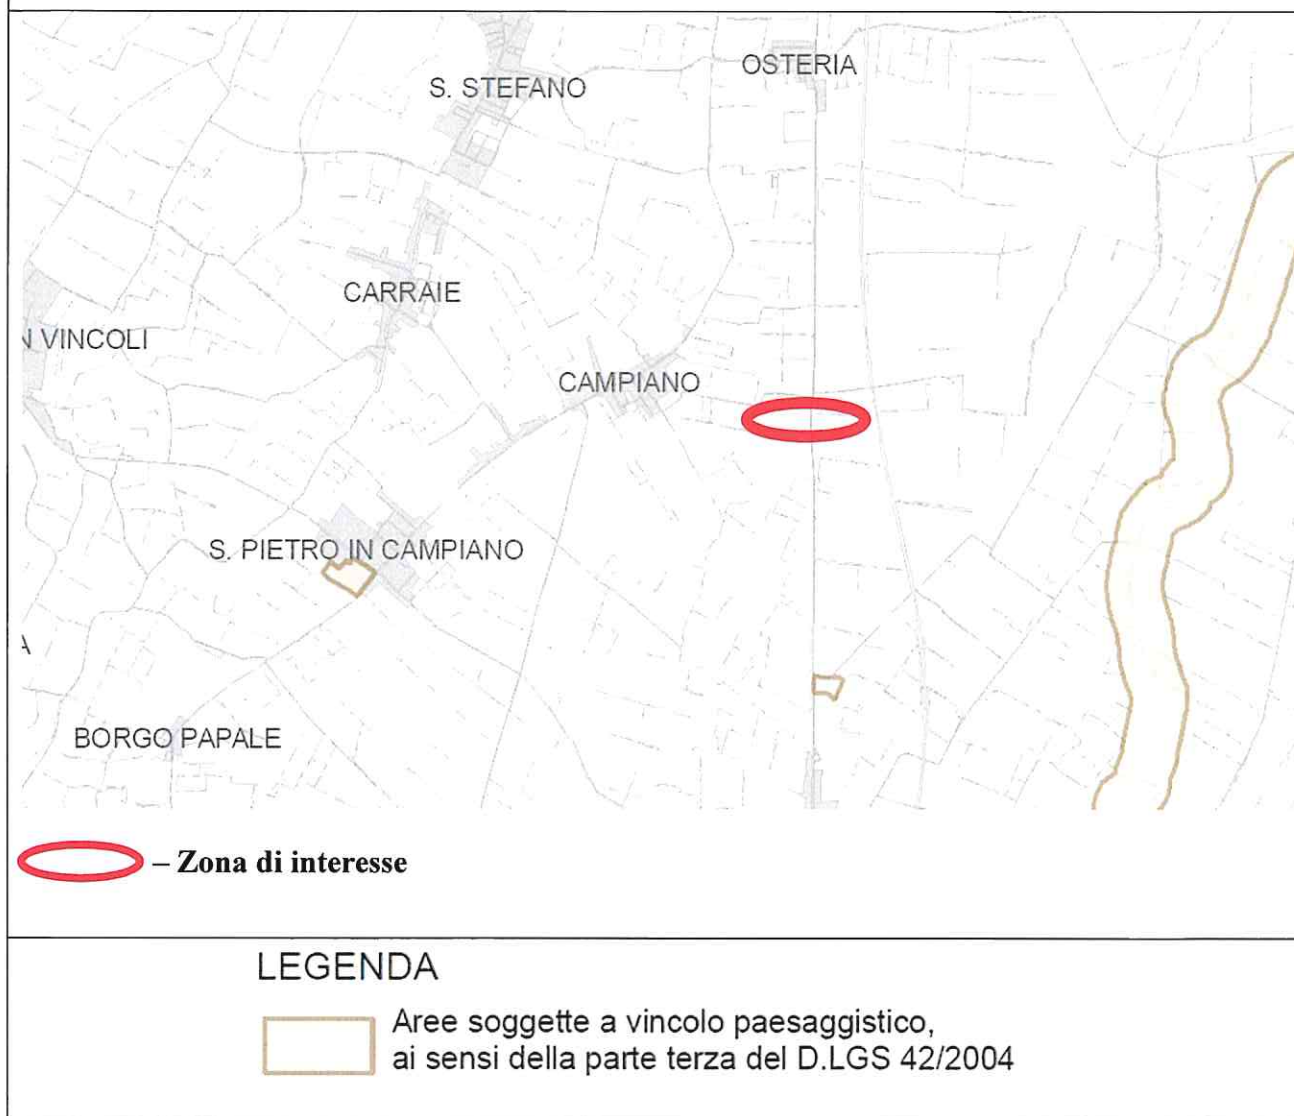 OSTERIA
S. STEFANO
CARRAIE
N VINCOLI
CAMPIANO
S. PIETRO IN CAMPIANO
A
BORGO PAPALE
– Zona di interesse
LEGENDA
Aree soggette a vincolo paesaggistico,
ai sensi della parte terza del D.LGS 42/2004